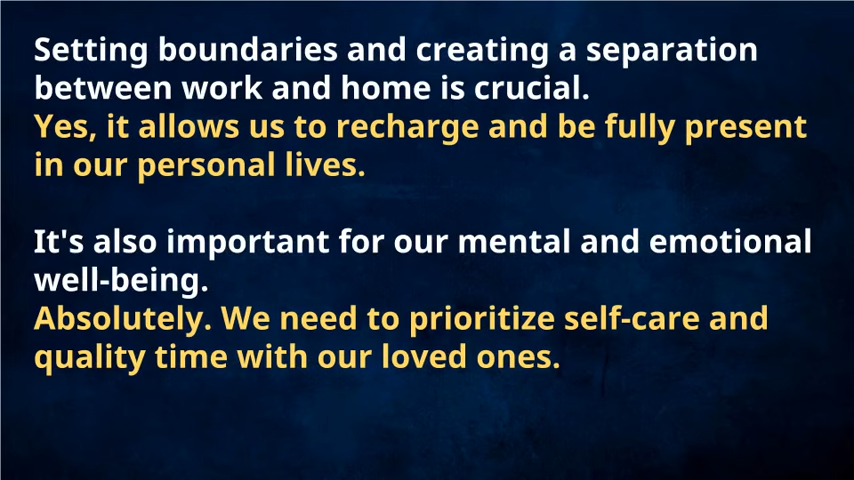 Setting boundaries and creating a separation
between work and home is crucial.
Yes, it allows us to recharge and be fully present
in our personal lives.
It's also important for our mental and emotional
well-being.
Absolutely. We need to prioritize self-care and
quality time with our loved ones.